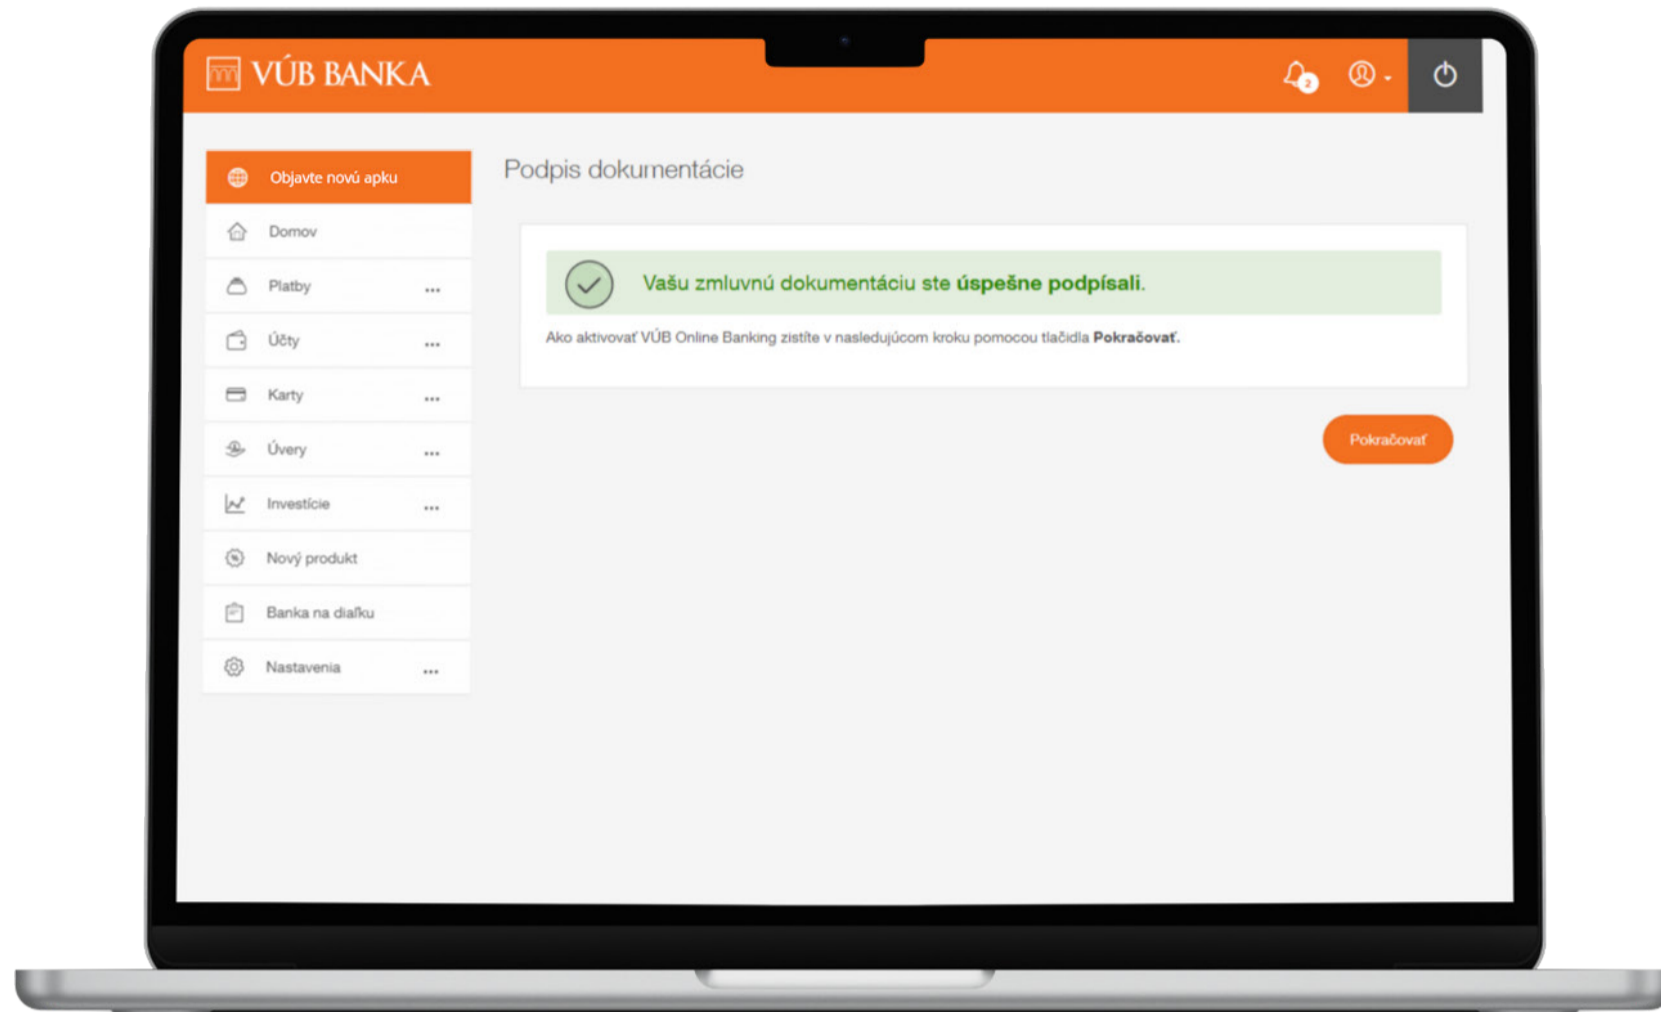 VÚB BANKA
2
Objavte novú apku
Domov
Platby
Účty
Karty
Úvery
Investície
Nový produkt
Banka na diaľku
Nastavenia
Podpis dokumentácie
Vašu zmluvnú dokumentáciu ste úspešne podpísali.
Ako aktivovať VÚB Online Banking zistíte v nasledujúcom kroku pomocou tlačidla Pokračovať.
Pokračovať